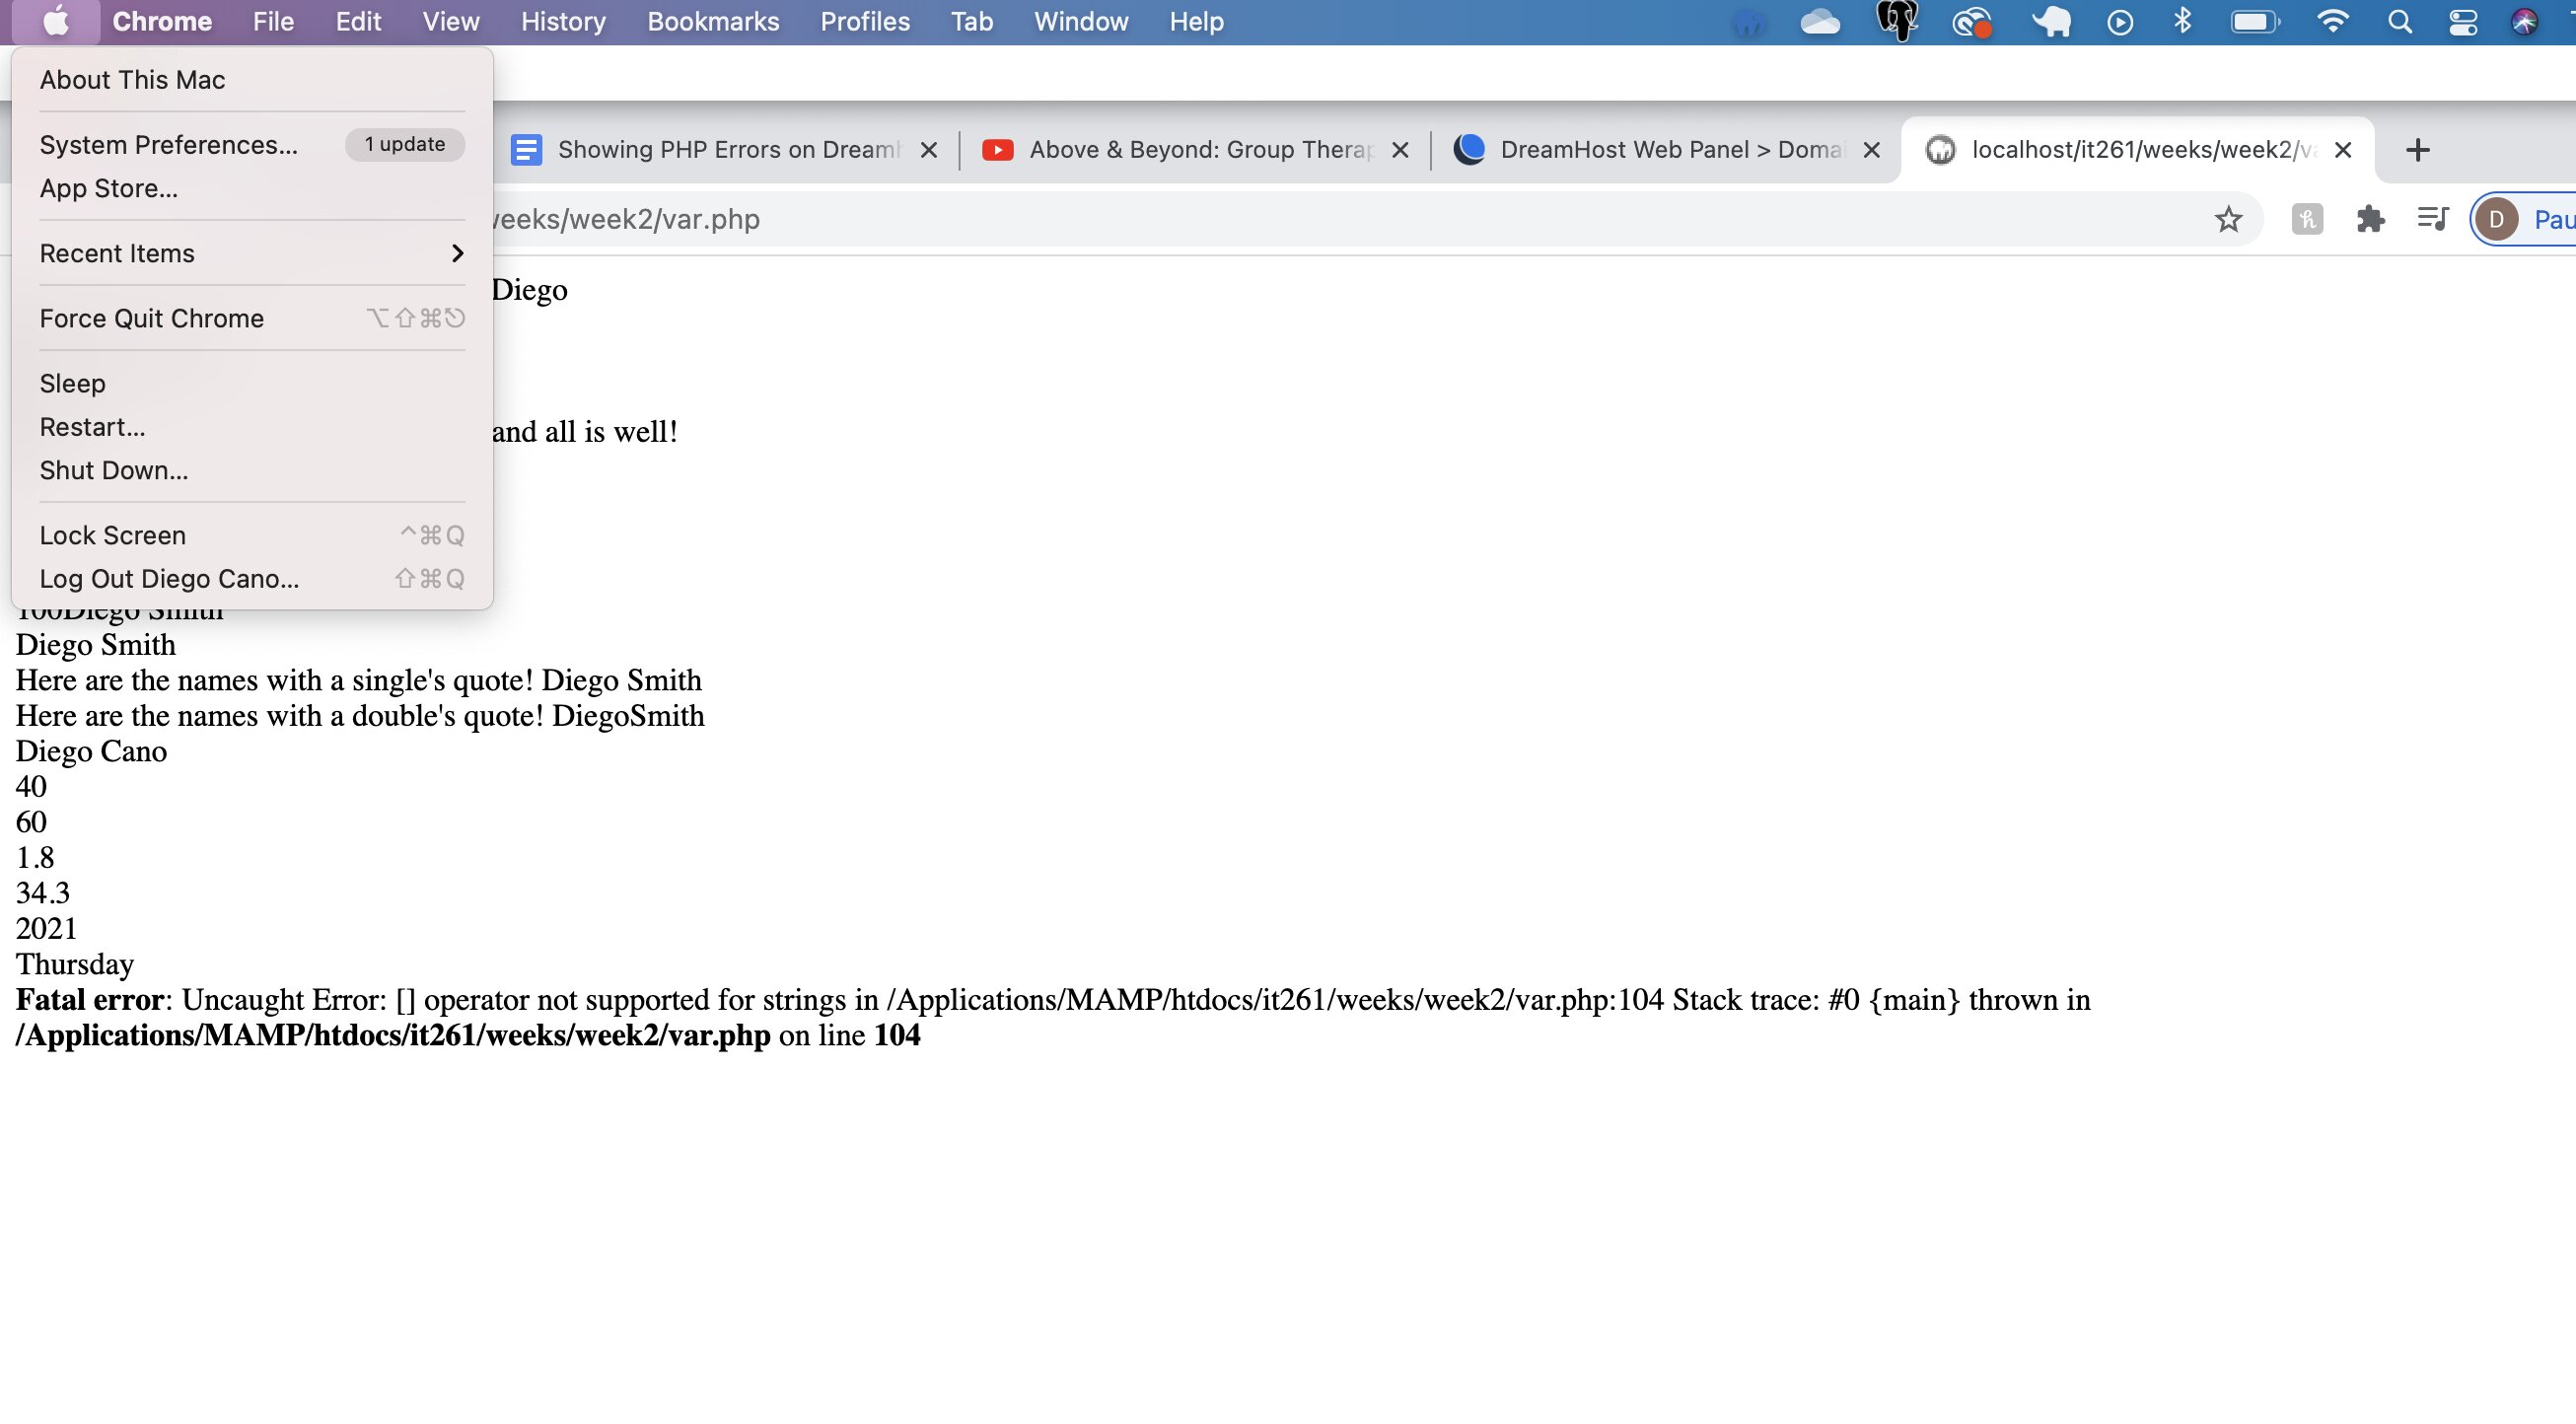 Chrome File Edit View History Bookmarks Profiles Tab Window Help
About This Mac
System Preferences... 1 update
App Store...
Recent Items
Force Quit Chrome ⌥⇧⌘⎋
Sleep
Restart...
Shut Down...
Lock Screen ^⌘Q
Log Out Diego Cano... ⇧⌘Q
Showing PHP Errors on Dreamh
Above & Beyond: Group Therap
DreamHost Web Panel > Domai
localhost/it261/weeks/week2/va
weeks/week2/var.php
D Pau
Diego
and all is well!
100Diego Smith
Diego Smith
Here are the names with a single's quote! Diego Smith
Here are the names with a double's quote! DiegoSmith
Diego Cano
40
60
1.8
34.3
2021
Thursday
Fatal error: Uncaught Error: [] operator not supported for strings in /Applications/MAMP/htdocs/it261/weeks/week2/var.php:104 Stack trace: #0 {main} thrown in
/Applications/MAMP/htdocs/it261/weeks/week2/var.php on line 104